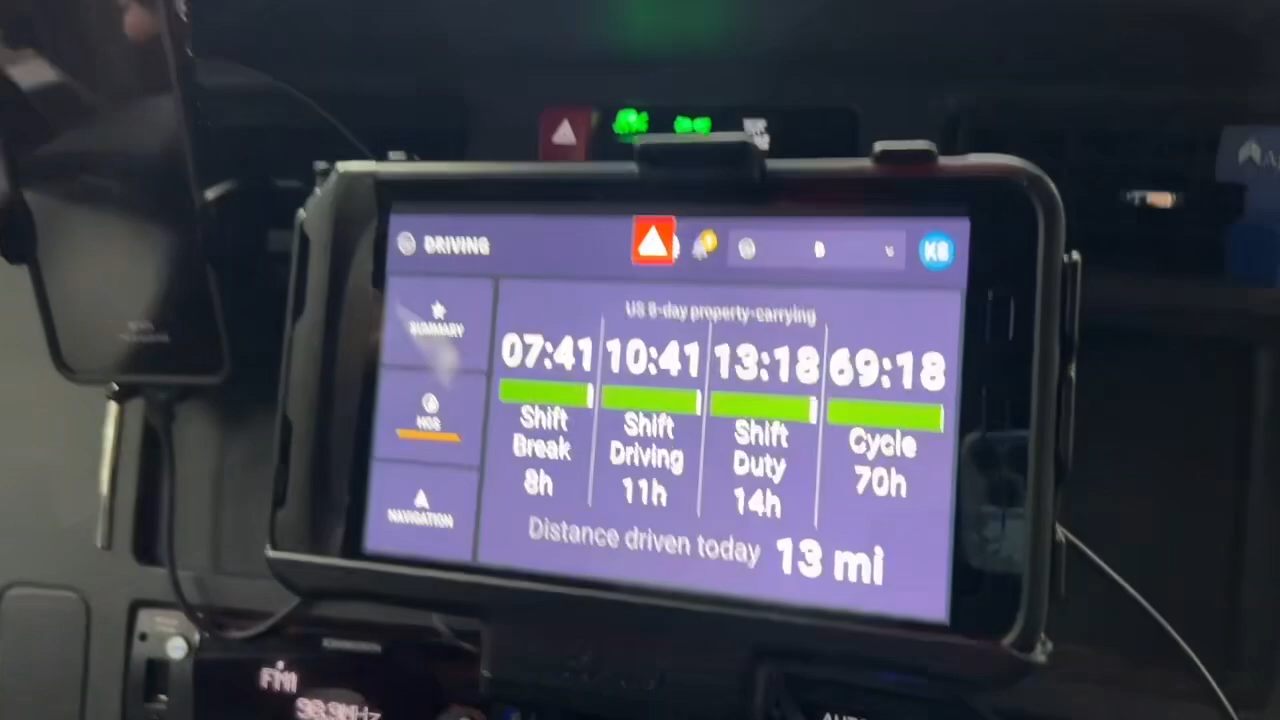 DRIVING
KB
SUMMARY
HOS
NAVIGATION
US 8-day property-carrying
07:41 10:41 13:18 69:18
Shift Break 8h
Shift Driving 11h
Shift Duty 14h
Cycle 70h
Distance driven today 13 mi
FM1